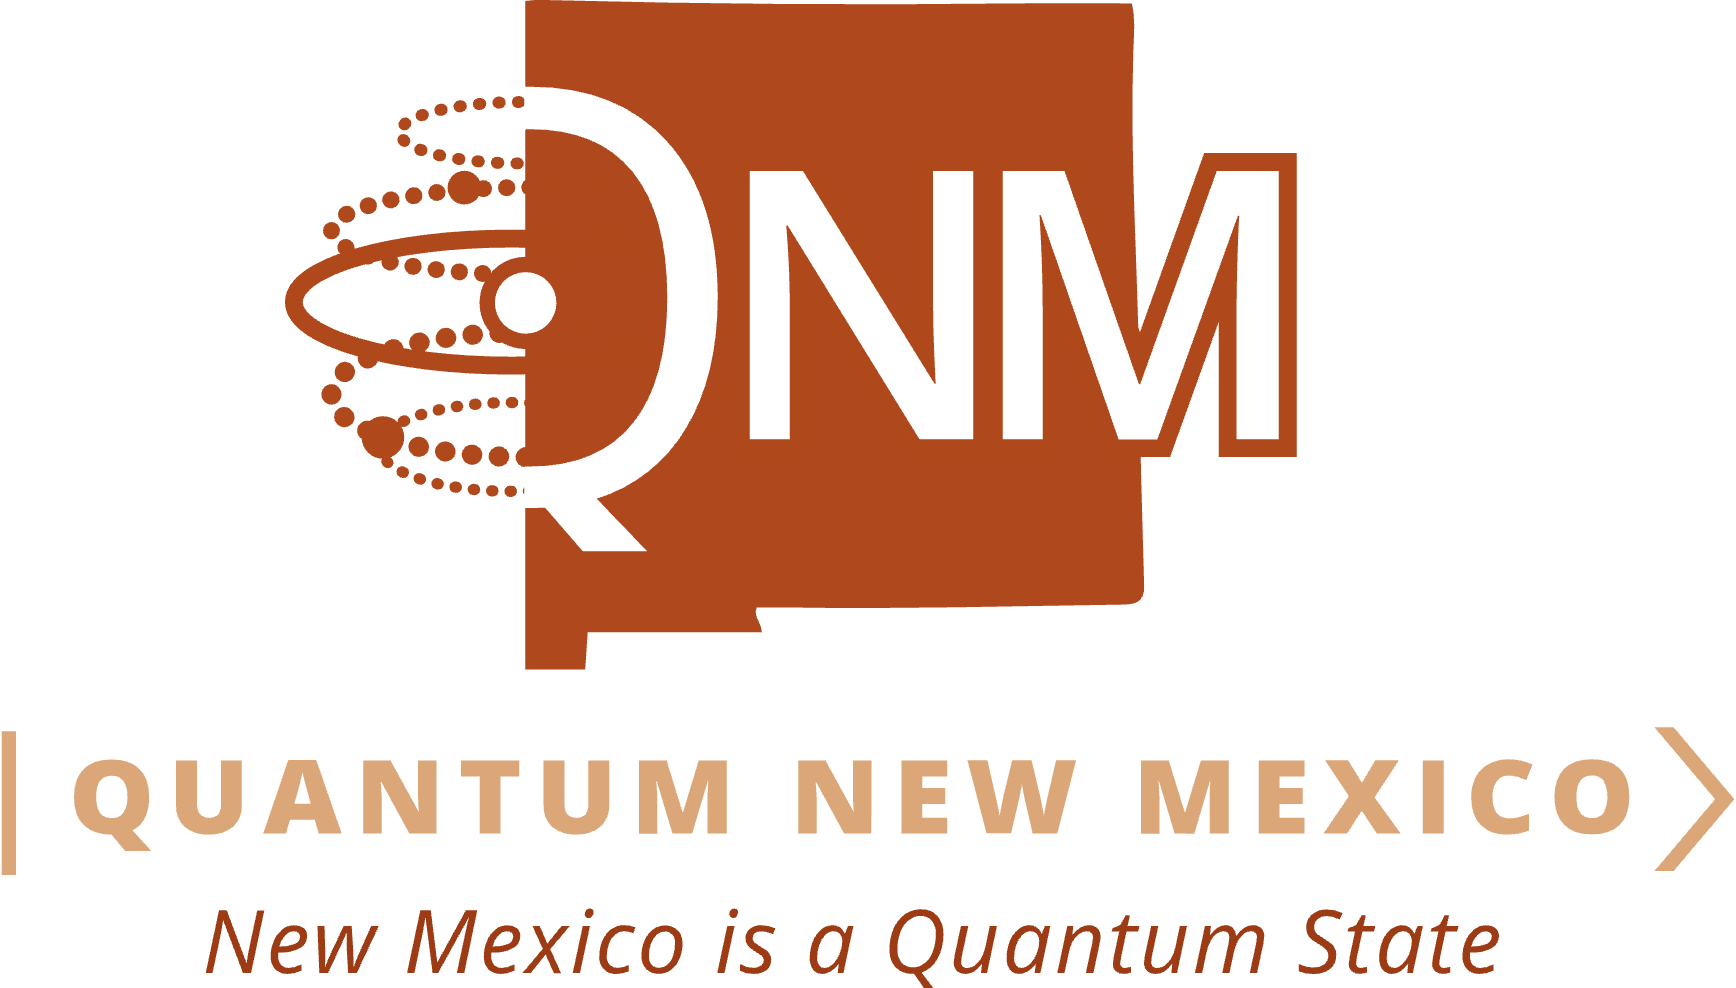 QNM
|QUANTUM NEW MEXICO>
New Mexico is a Quantum State